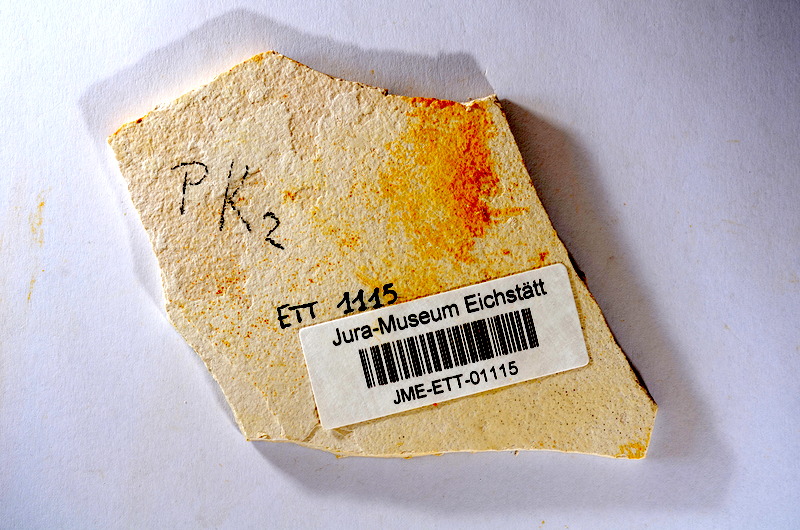 PK2
ETT 1115
Jura-Museum Eichstätt
JME-ETT-01115